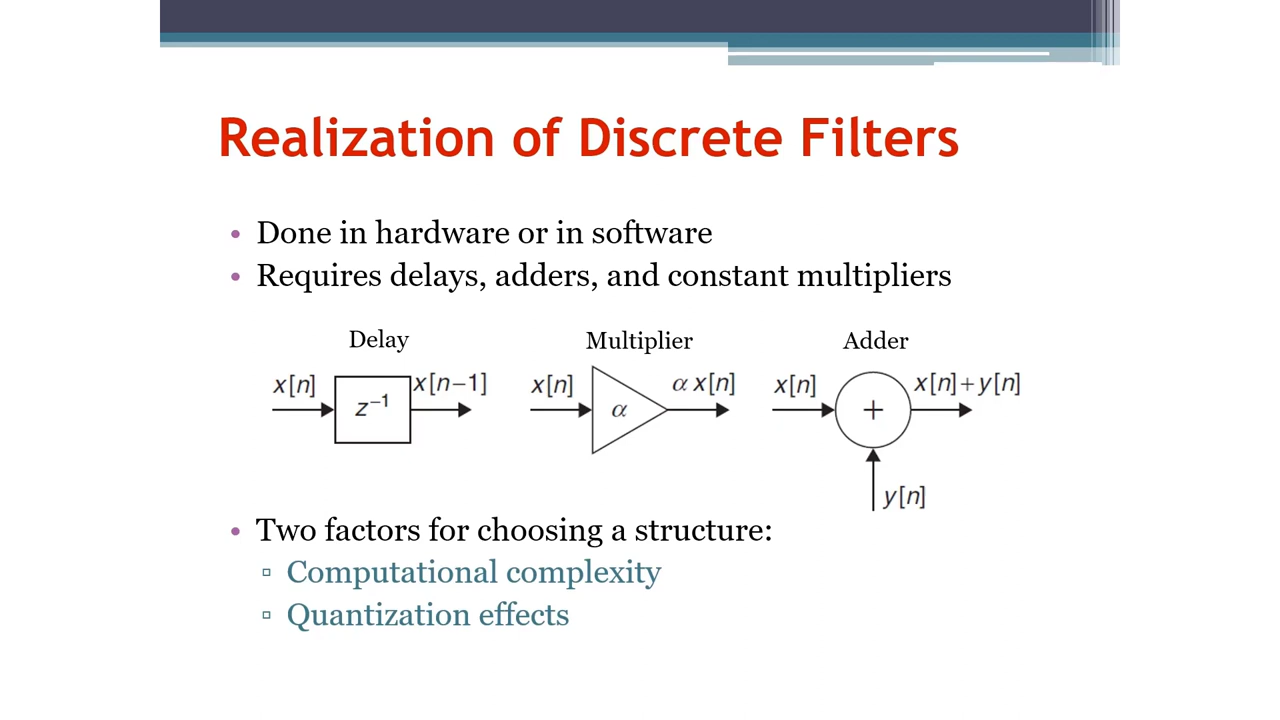 Realization of Discrete Filters
• Done in hardware or in software
• Requires delays, adders, and constant multipliers
Delay Multiplier Adder
x[n] x[n−1] x[n] α x[n] x[n] x[n]+y[n]
z⁻¹ α +
y[n]
• Two factors for choosing a structure:
▫ Computational complexity
▫ Quantization effects